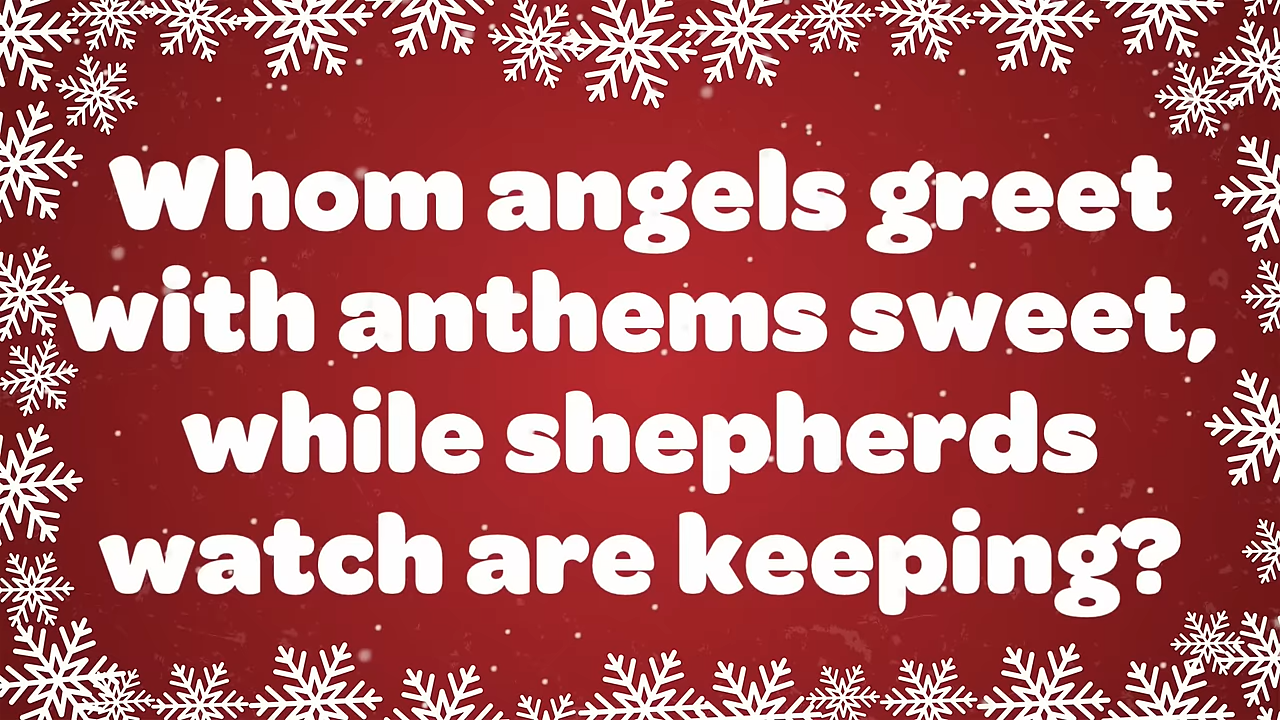 Whom angels greet
with anthems sweet,
while shepherds
watch are keeping?